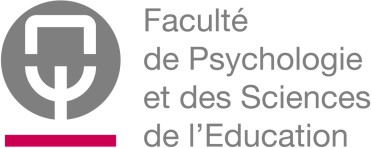 Faculté
de Psychologie
et des Sciences
de l'Education